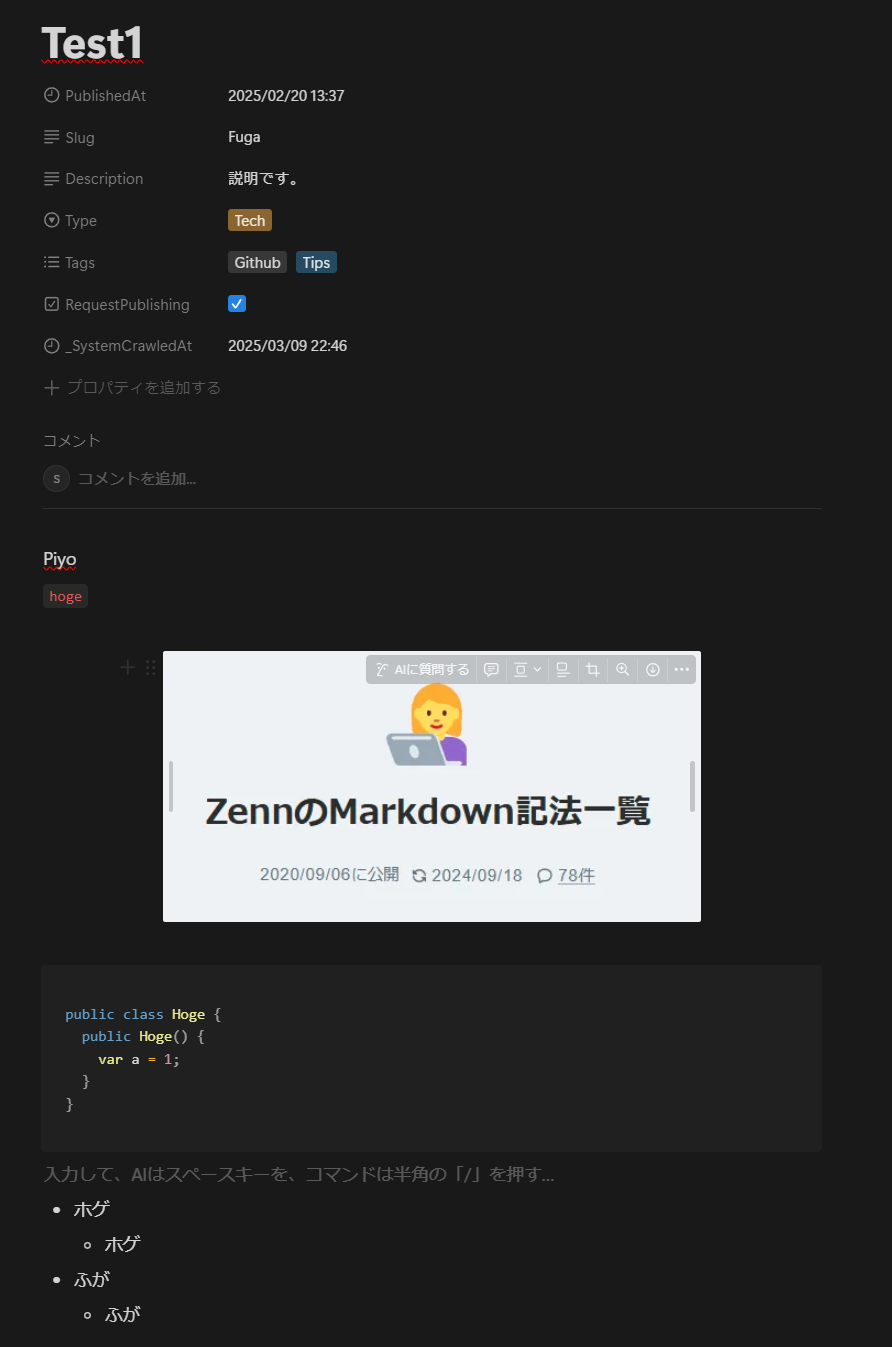 Test1
PublishedAt 2025/02/20 13:37
Slug Fuga
Description 説明です。
Type Tech
Tags Github Tips
RequestPublishing
_SystemCrawledAt 2025/03/09 22:46
プロパティを追加する
コメント
S コメントを追加...
Piyo
hoge
AIに質問する
ZennのMarkdown記法一覧
2020/09/06に公開 2024/09/18 78件
public class Hoge {
  public Hoge() {
    var a = 1;
  }
}
入力して、AIはスペースキーを、コマンドは半角の「/」を押す...
• ホゲ
◦ ホゲ
• ふが
◦ ふが